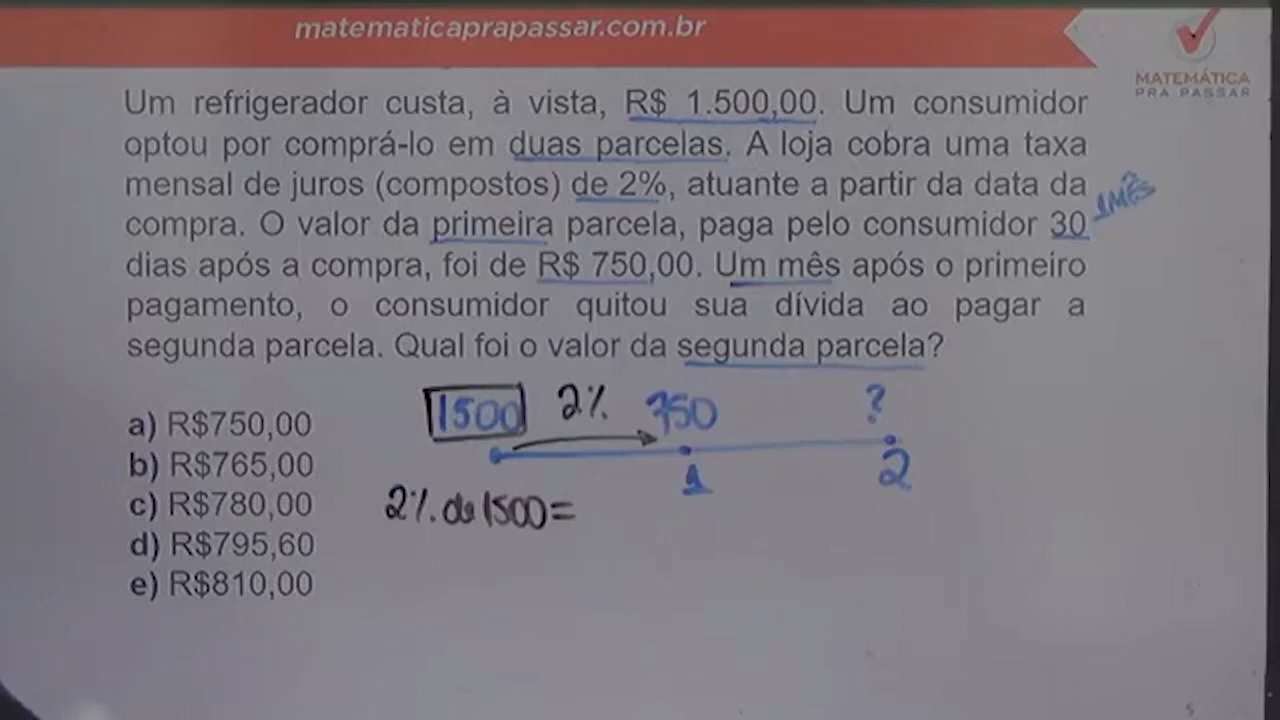 matematicaprapassar.com.br
MATEMÁTICA
PRA PASSAR
Um refrigerador custa, à vista, R$ 1.500,00. Um consumidor
optou por comprá-lo em duas parcelas. A loja cobra uma taxa
mensal de juros (compostos) de 2%, atuante a partir da data da
compra. O valor da primeira parcela, paga pelo consumidor 30
1 MÊS
dias após a compra, foi de R$ 750,00. Um mês após o primeiro
pagamento, o consumidor quitou sua dívida ao pagar a
segunda parcela. Qual foi o valor da segunda parcela?
1500 2% 750 ?
1 2
a) R$750,00
b) R$765,00
c) R$780,00
d) R$795,60
e) R$810,00
2% de 1500=
5